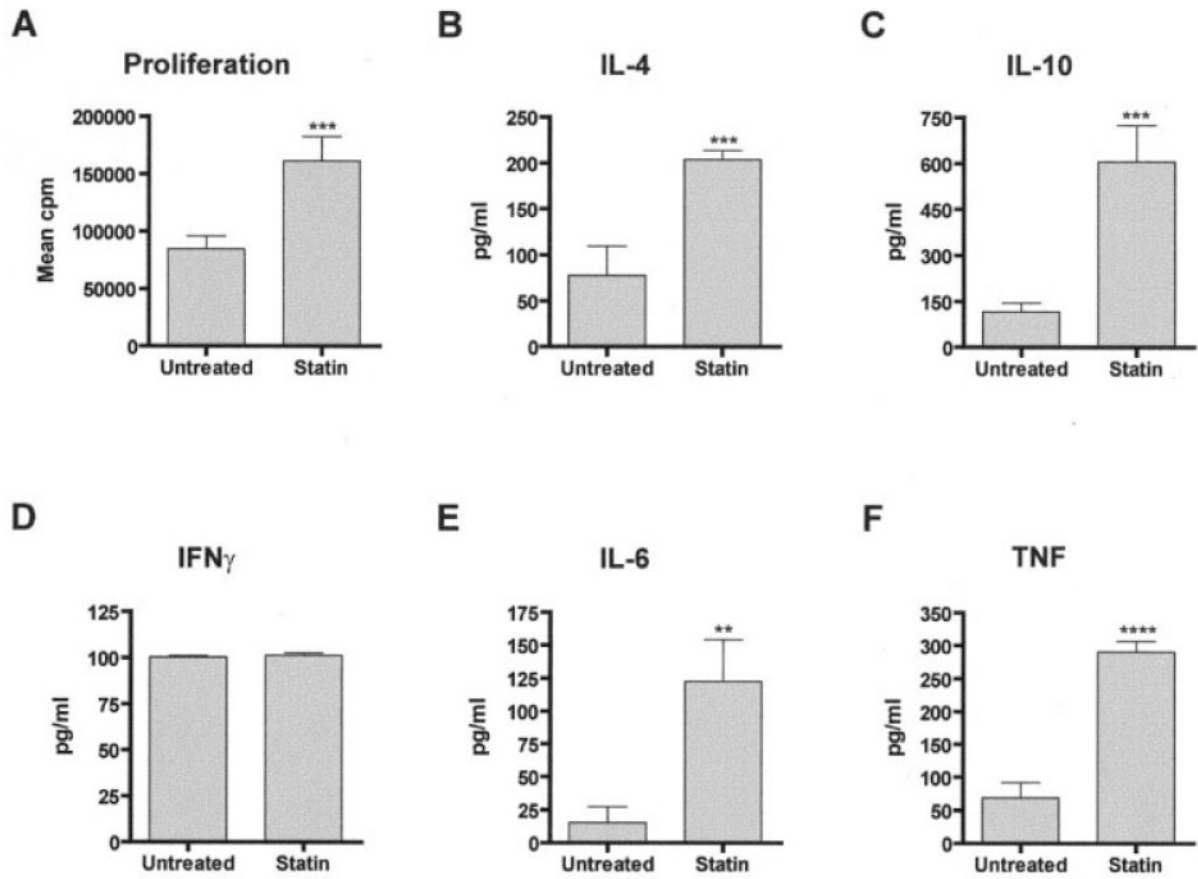 A
Proliferation
200000
150000
100000
50000
0
Mean cpm
***
Untreated Statin
B
IL-4
250
200
150
100
50
0
pg/ml
***
Untreated Statin
C
IL-10
750
600
450
300
150
0
pg/ml
***
Untreated Statin
D
IFNγ
125
100
75
50
25
0
pg/ml
Untreated Statin
E
IL-6
175
150
125
100
75
50
25
0
pg/ml
**
Untreated Statin
F
TNF
350
300
250
200
150
100
50
0
pg/ml
****
Untreated Statin